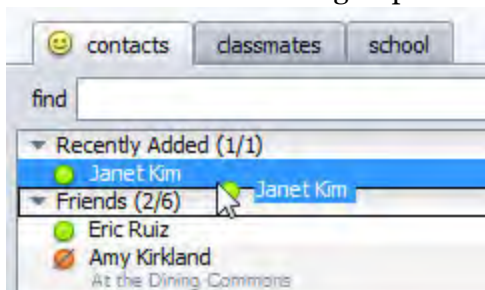 contacts classmates school
find
Recently Added (1/1)
Janet Kim
Janet Kim
Friends (2/6)
Eric Ruiz
Amy Kirkland
At the Dining Commons